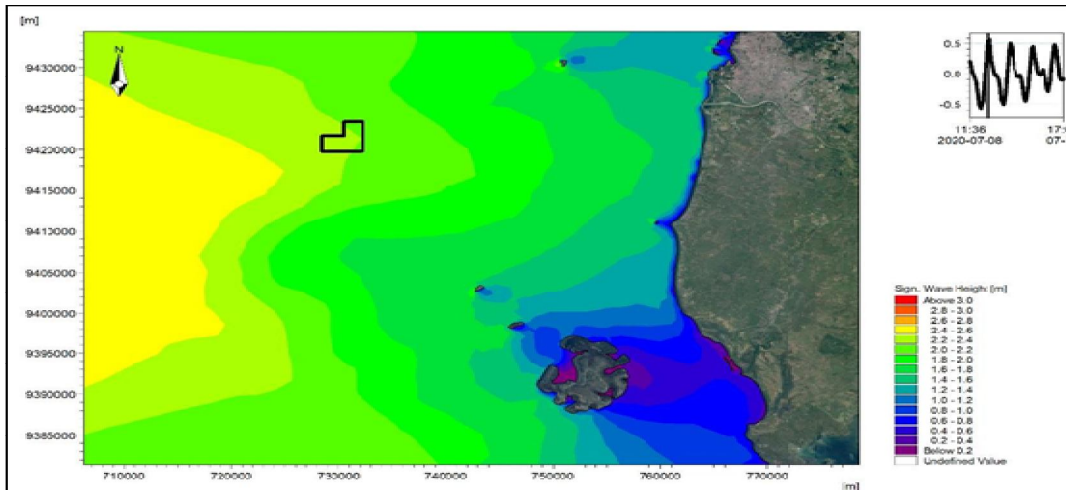 [m]
N
9430000
9425000
9420000
9415000
9410000
9405000
9400000
9395000
9390000
9385000
710000 720000 730000 740000 750000 760000 770000
[m]
0.5
0.0
-0.5
11:36
2020-07-08
17:0
07-
Sign. Wave Height [m]
Above 3.0
2.8 - 3.0
2.6 - 2.8
2.4 - 2.6
2.2 - 2.4
2.0 - 2.2
1.8 - 2.0
1.6 - 1.8
1.4 - 1.6
1.2 - 1.4
1.0 - 1.2
0.8 - 1.0
0.6 - 0.8
0.4 - 0.6
0.2 - 0.4
Below 0.2
Undefined Value